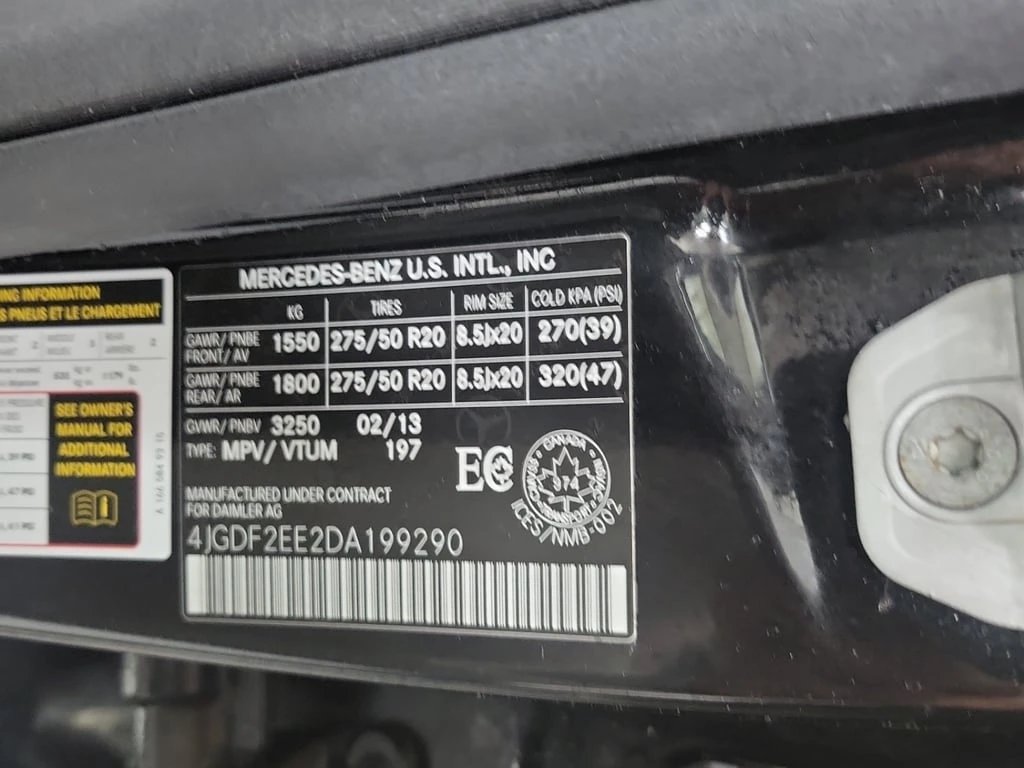 MERCEDES-BENZ U.S. INTL., INC
KG TIRES RIM SIZE COLD KPA (PSI)
GAWR/ PNBE FRONT/ AV 1550 275/50 R20 8.5Jx20 270(39)
GAWR/ PNBE REAR/ AR 1800 275/50 R20 8.5Jx20 320(47)
GVWR/ PNBV 3250 02/13
TYPE: MPV/ VTUM 197
MANUFACTURED UNDER CONTRACT
FOR DAIMLER AG
4JGDF2EE2DA199290
EC
CANADA
374
TRANSPORT
ICES/NMB-002
INFORMATION
PNEUS ET LE CHARGEMENT
SEE OWNER'S
MANUAL FOR
ADDITIONAL
INFORMATION